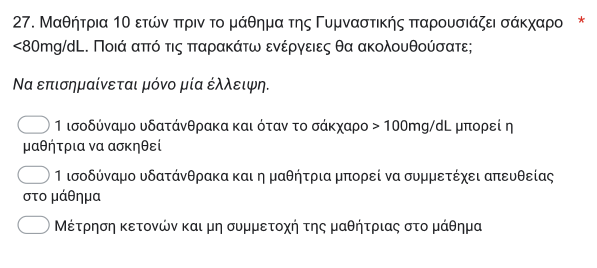 27. Μαθήτρια 10 ετών πριν το μάθημα της Γυμναστικής παρουσιάζει σάκχαρο *
<80mg/dL. Ποιά από τις παρακάτω ενέργειες θα ακολουθούσατε;
Να επισημαίνεται μόνο μία έλλειψη.
1 ισοδύναμο υδατάνθρακα και όταν το σάκχαρο > 100mg/dL μπορεί η
μαθήτρια να ασκηθεί
1 ισοδύναμο υδατάνθρακα και η μαθήτρια μπορεί να συμμετέχει απευθείας
στο μάθημα
Μέτρηση κετονών και μη συμμετοχή της μαθήτριας στο μάθημα